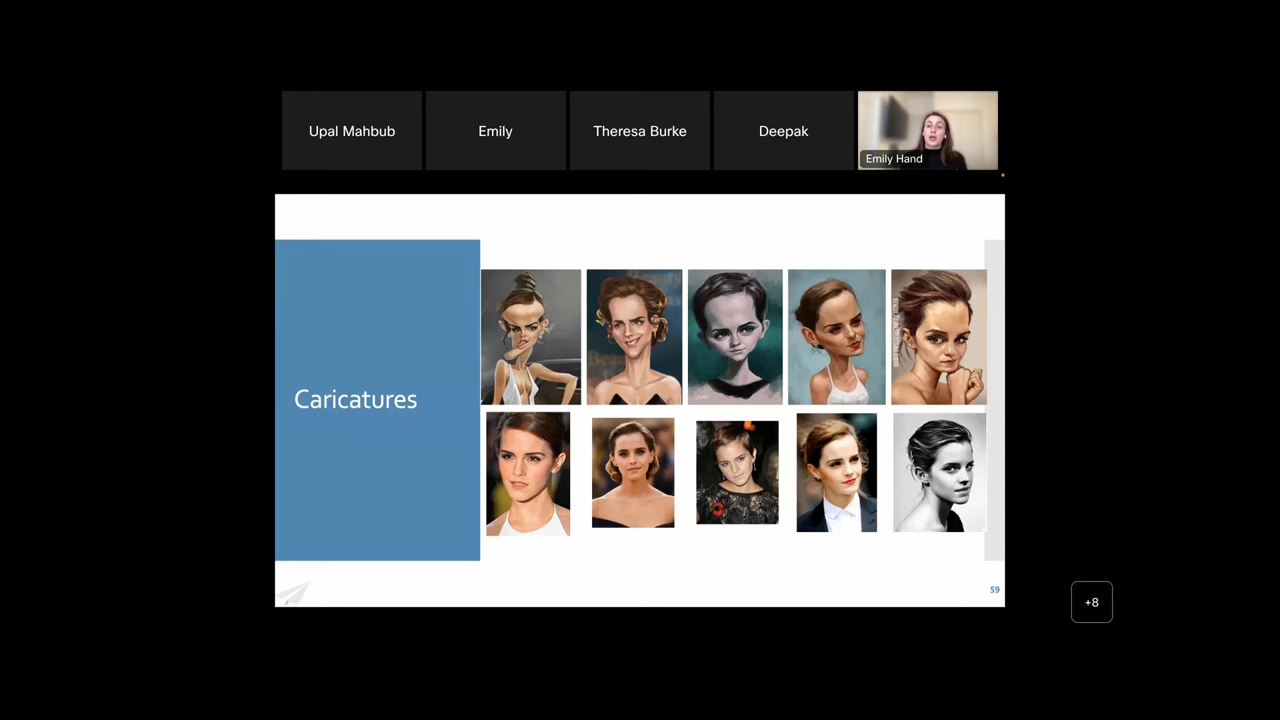 Upal Mahbub
Emily
Theresa Burke
Deepak
Emily Hand
Caricatures
59
+8